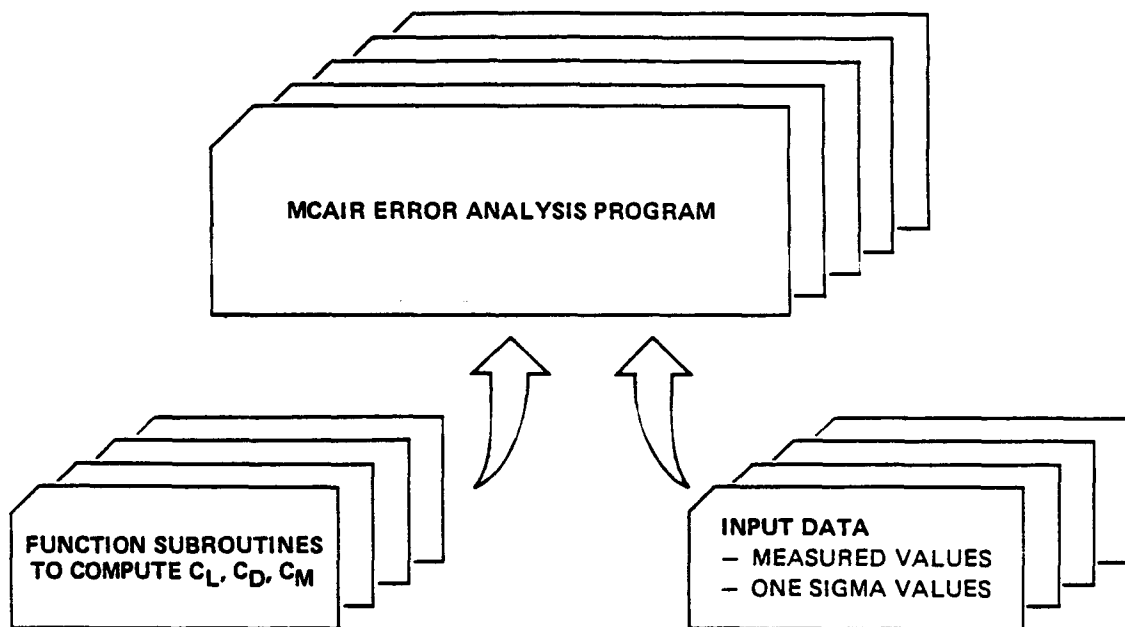 MCAIR ERROR ANALYSIS PROGRAM
FUNCTION SUBROUTINES
TO COMPUTE CL, CD, CM
INPUT DATA
– MEASURED VALUES
– ONE SIGMA VALUES